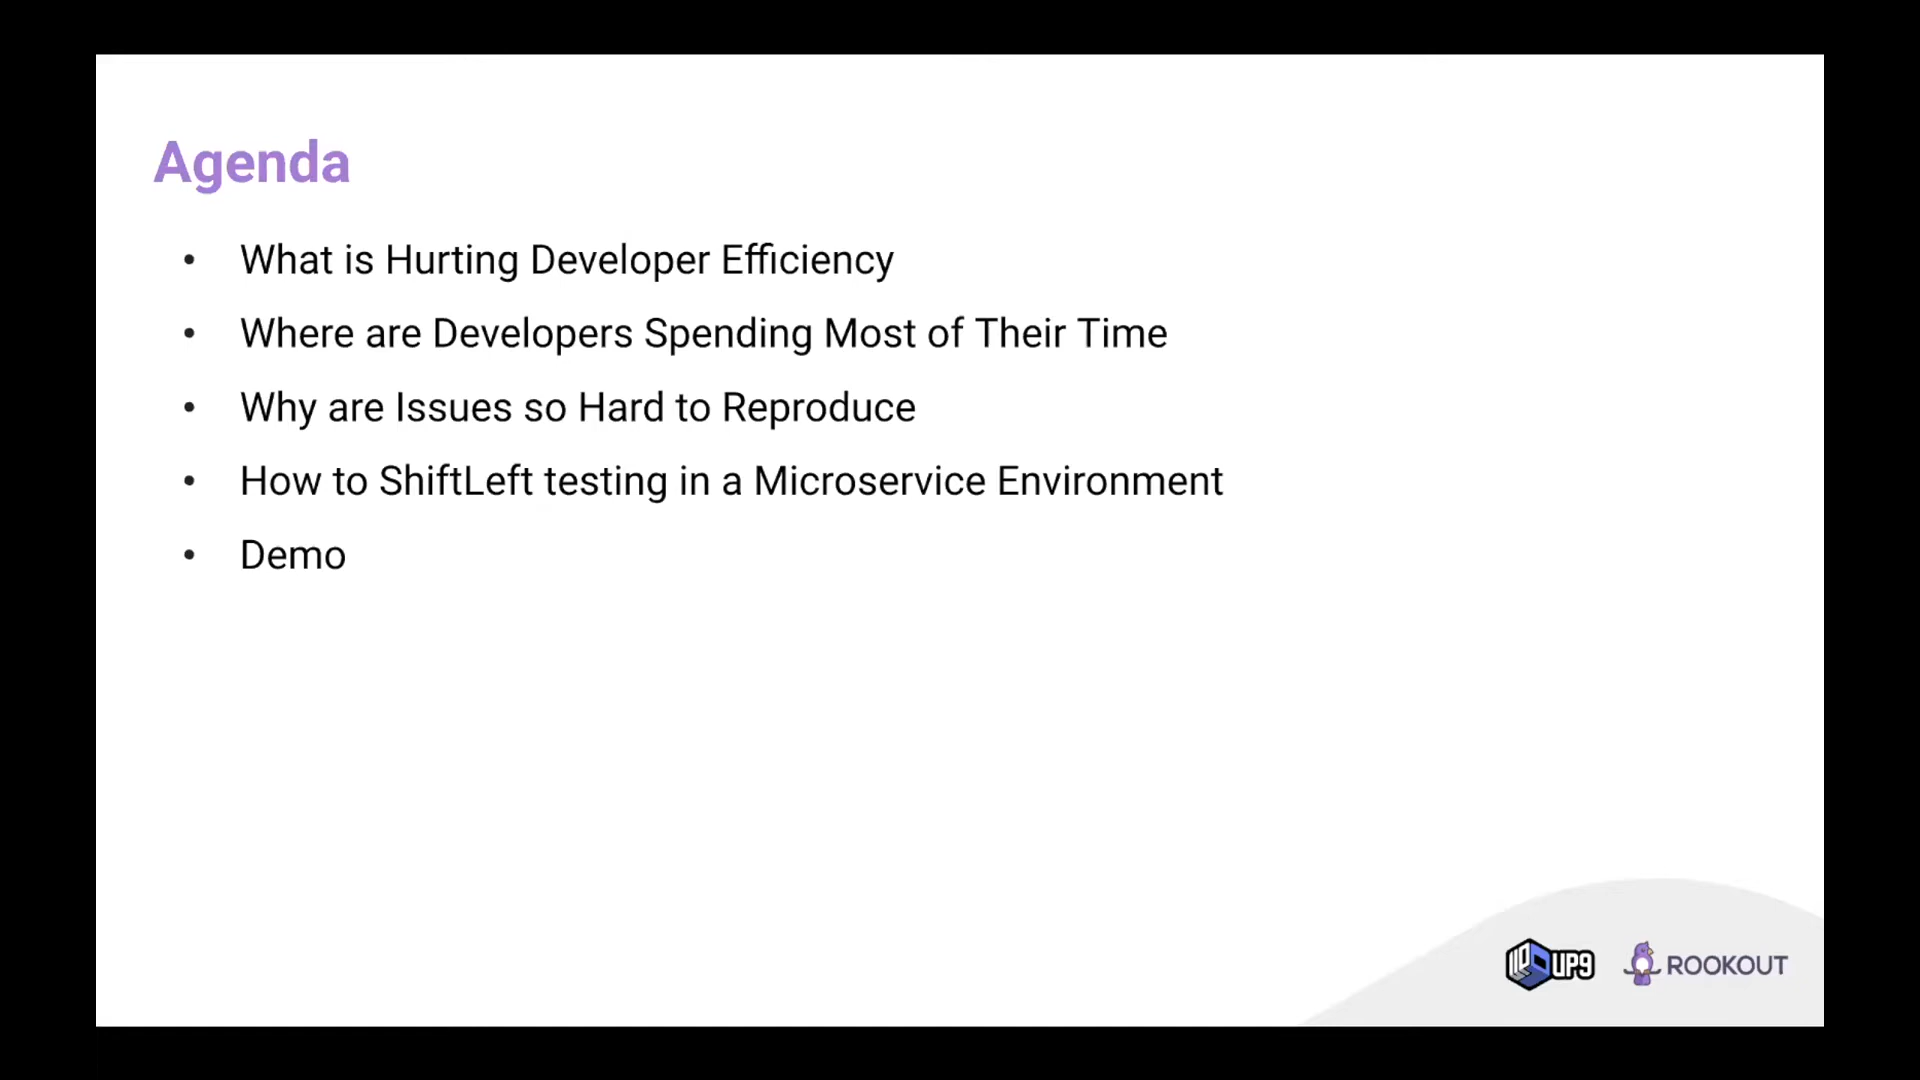 Agenda
• What is Hurting Developer Efficiency
• Where are Developers Spending Most of Their Time
• Why are Issues so Hard to Reproduce
• How to ShiftLeft testing in a Microservice Environment
• Demo
UP9 ROOKOUT